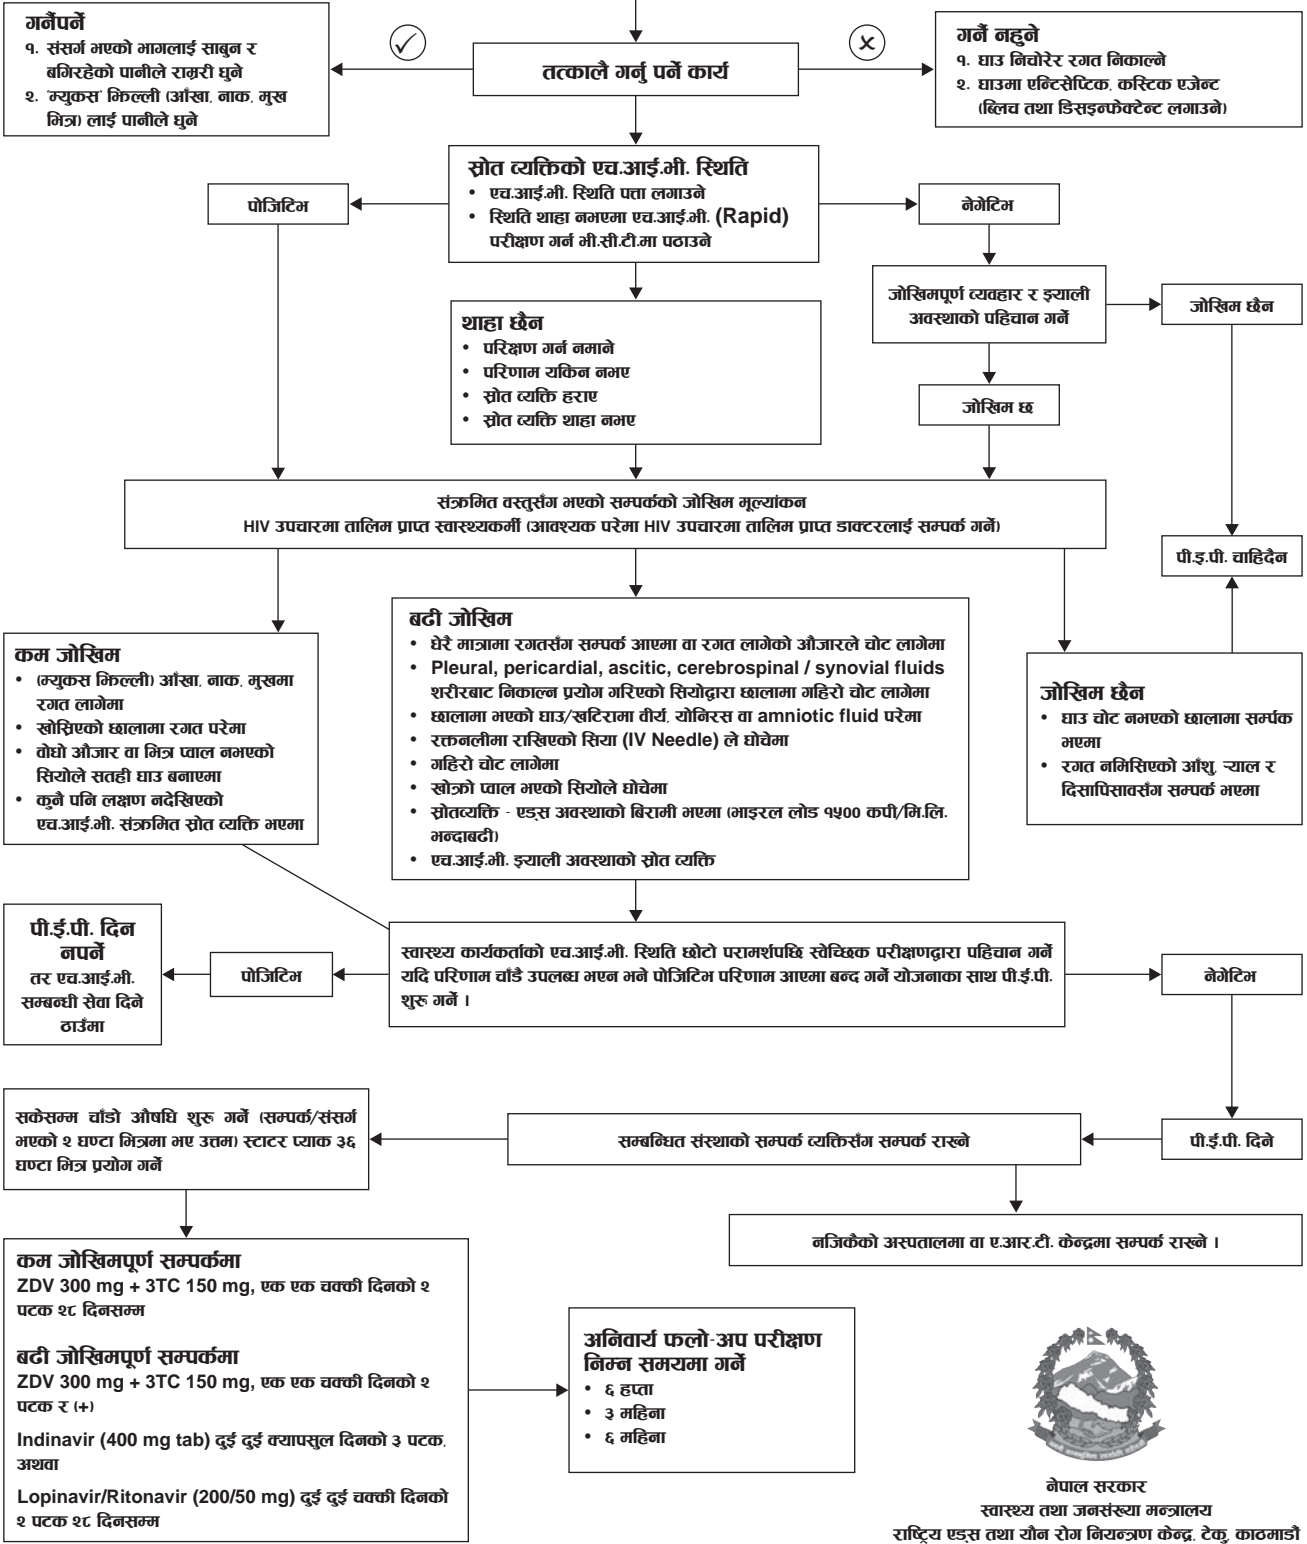 गर्नैपर्ने
१. संसर्ग भएको भागलाई साबुन र
बगिरहेको पानीले राम्ररी धुने
२. 'म्युकस' झिल्ली (आँखा, नाक, मुख
भित्र) लाई पानीले धुने
तत्कालै गर्नु पर्ने कार्य
गर्नै नहुने
१. घाउ निचोरेर रगत निकाल्ने
२. घाउमा एन्टिसेप्टिक, कस्टिक एजेन्ट
(ब्लिच तथा डिसइन्फेक्टेन्ट लगाउने)
स्रोत व्यक्तिको एच.आई.भी. स्थिति
• एच.आई.भी. स्थिति पत्ता लगाउने
• स्थिति थाहा नभएमा एच.आई.भी. (Rapid)
परीक्षण गर्न भी.सी.टी.मा पठाउने
पोजिटिभ
नेगेटिभ
जोखिमपूर्ण व्यवहार र झ्याली
अवस्थाको पहिचान गर्ने
जोखिम छैन
थाहा छैन
• परिक्षण गर्न नमाने
• परिणाम यकिन नभए
• स्रोत व्यक्ति हराए
• स्रोत व्यक्ति थाहा नभए
जोखिम छ
संक्रमित वस्तुसँग भएको सम्पर्कको जोखिम मूल्यांकन
HIV उपचारमा तालिम प्राप्त स्वास्थ्यकर्मी (आवश्यक परेमा HIV उपचारमा तालिम प्राप्त डाक्टरलाई सम्पर्क गर्ने)
पी.इ.पी. चाहिदैन
कम जोखिम
• (म्युकस झिल्ली) आँखा, नाक, मुखमा
रगत लागेमा
• खोस्रिएको छालामा रगत परेमा
• वोधो औजार वा भित्र प्वाल नभएको
सियोले सतही घाउ बनाएमा
• कुनै पनि लक्षण नदेखिएको
एच.आई.भी. संक्रमित स्रोत व्यक्ति भएमा
बढी जोखिम
• धेरै मात्रामा रगतसँग सम्पर्क आएमा वा रगत लागेको औजारले चोट लागेमा
• Pleural, pericardial, ascitic, cerebrospinal / synovial fluids
शरीरबाट निकाल्न प्रयोग गरिएको सियोद्वारा छालामा गहिरो चोट लागेमा
• छालामा भएको घाउ/खटिरामा वीर्य, योनिरस वा amniotic fluid परेमा
• रक्तनलीमा राखिएको सिया (IV Needle) ले घोचेमा
• गहिरो चोट लागेमा
• खोक्रो प्वाल भएको सियोले घोचेमा
• स्रोतव्यक्ति - एड्स अवस्थाको बिरामी भएमा (भाइरल लोड १५०० कपी/मि.लि.
भन्दाबढी)
• एच.आई.भी. झ्याली अवस्थाको स्रोत व्यक्ति
जोखिम छैन
• घाउ चोट नभएको छालामा सर्म्पक
भएमा
• रगत नमिसिएको आँशु, र्‍याल र
दिसापिसावसँग सम्पर्क भएमा
पी.ई.पी. दिन
नपर्ने
तर एच.आई.भी.
सम्बन्धी सेवा दिने
ठाउँमा
पोजिटिभ
स्वास्थ्य कार्यकर्ताको एच.आई.भी. स्थिति छोटो परामर्शपछि स्वेच्छिक परीक्षणद्वारा पहिचान गर्ने
यदि परिणाम चाँडै उपलब्ध भएन भने पोजिटिभ परिणाम आएमा बन्द गर्ने योजनाका साथ पी.ई.पी.
शुरू गर्ने ।
नेगेटिभ
सकेसम्म चाँडो औषधि शुरू गर्ने (सम्पर्क/संसर्ग
भएको २ घण्टा भित्रमा भए उत्तम) स्टाटर प्याक ३६
घण्टा भित्र प्रयोग गर्ने
सम्बन्धित संस्थाको सम्पर्क व्यक्तिसँग सम्पर्क राख्ने
पी.ई.पी. दिने
नजिकैको अस्पतालमा वा ए.आर.टी. केन्द्रमा सम्पर्क राख्ने ।
कम जोखिमपूर्ण सम्पर्कमा
ZDV 300 mg + 3TC 150 mg, एक एक चक्की दिनको २
पटक २८ दिनसम्म
बढी जोखिमपूर्ण सम्पर्कमा
ZDV 300 mg + 3TC 150 mg, एक एक चक्की दिनको २
पटक र (+)
Indinavir (400 mg tab) दुई दुई क्यापसुल दिनको ३ पटक,
अथवा
Lopinavir/Ritonavir (200/50 mg) दुई दुई चक्की दिनको
२ पटक २८ दिनसम्म
अनिवार्य फलो-अप परीक्षण
निम्न समयमा गर्ने
• ६ हप्ता
• ३ महिना
• ६ महिना
नेपाल सरकार
स्वास्थ्य तथा जनसंख्या मन्त्रालय
राष्ट्रिय एड्स तथा यौन रोग नियन्त्रण केन्द्र, टेकु, काठमाडौं